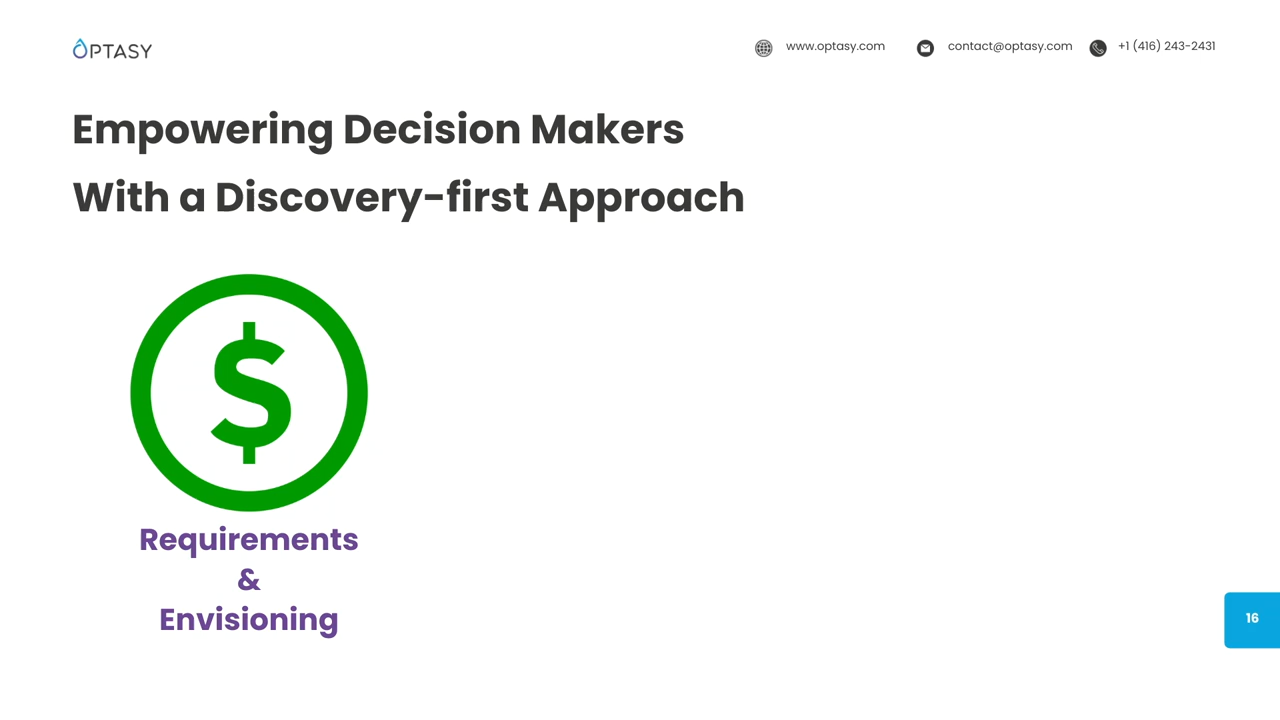 OPTASY
www.optasy.com
contact@optasy.com
+1 (416) 243-2431
Empowering Decision Makers
With a Discovery-first Approach
$
Requirements
&
Envisioning
16